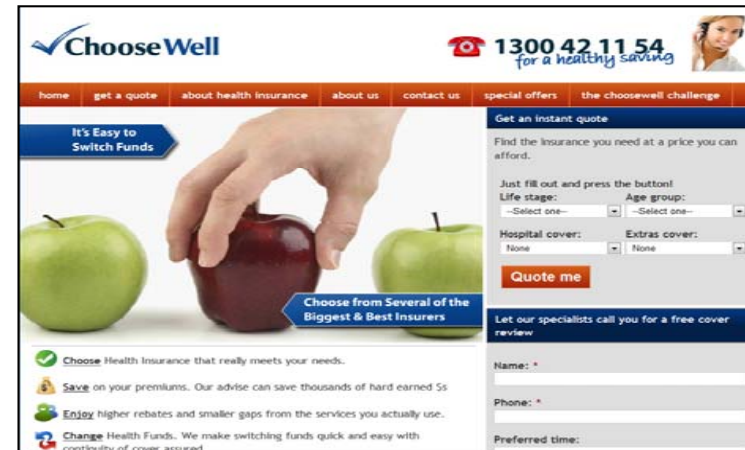 ChooseWell
1300 42 11 54
for a healthy saving
home get a quote about health insurance about us contact us special offers the choosewell challenge
It's Easy to
Switch Funds
Choose from Several of the
Biggest & Best Insurers
Choose Health Insurance that really meets your needs.
Save on your premiums. Our advise can save thousands of hard earned $s
Enjoy higher rebates and smaller gaps from the services you actually use.
Change Health Funds. We make switching funds quick and easy with
continuity of cover assured
Get an instant quote
Find the insurance you need at a price you can
afford.
Just fill out and press the button!
Life stage: Age group:
--Select one-- --Select one--
Hospital cover: Extras cover:
None None
Quote me
Let our specialists call you for a free cover
review
Name: *
Phone: *
Preferred time: